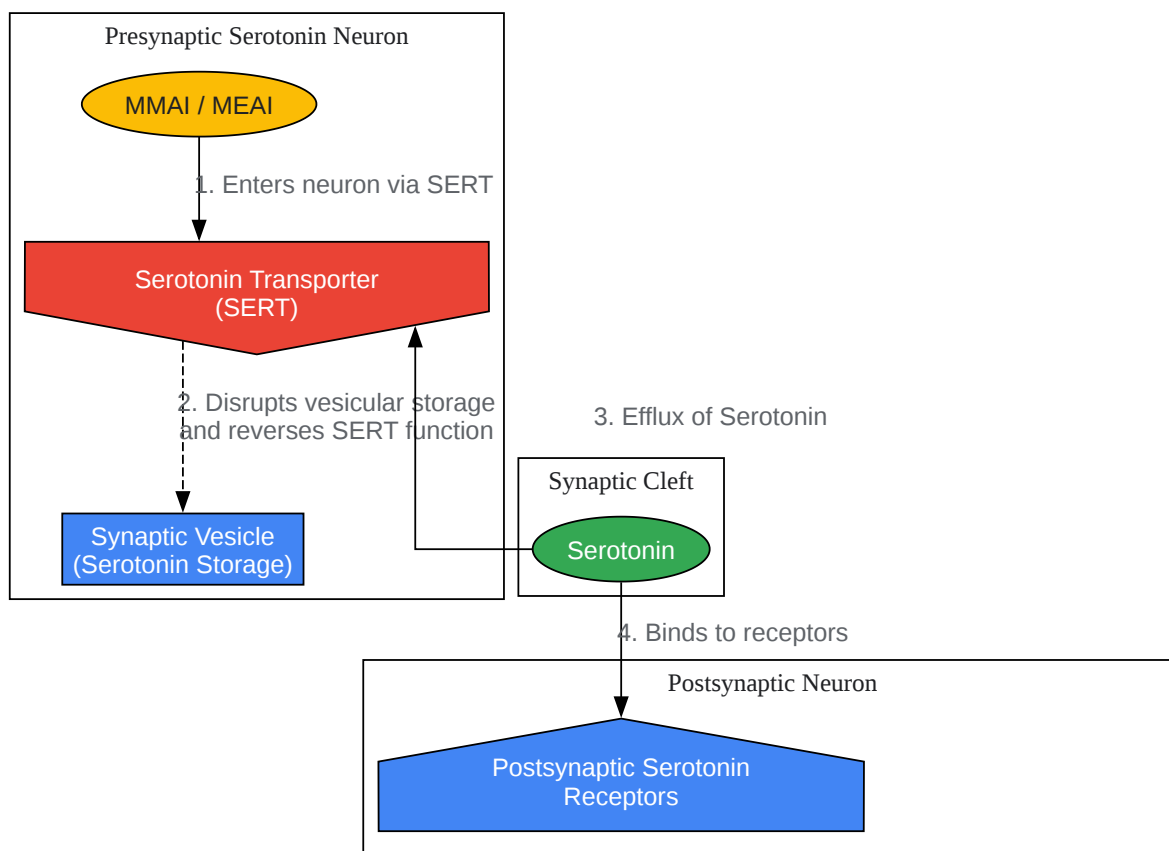 Presynaptic Serotonin Neuron
MMAI / MEAI
1. Enters neuron via SERT
Serotonin Transporter
(SERT)
2. Disrupts vesicular storage
and reverses SERT function
3. Efflux of Serotonin
Synaptic Cleft
Synaptic Vesicle
(Serotonin Storage)
Serotonin
4. Binds to receptors
Postsynaptic Neuron
Postsynaptic Serotonin
Receptors